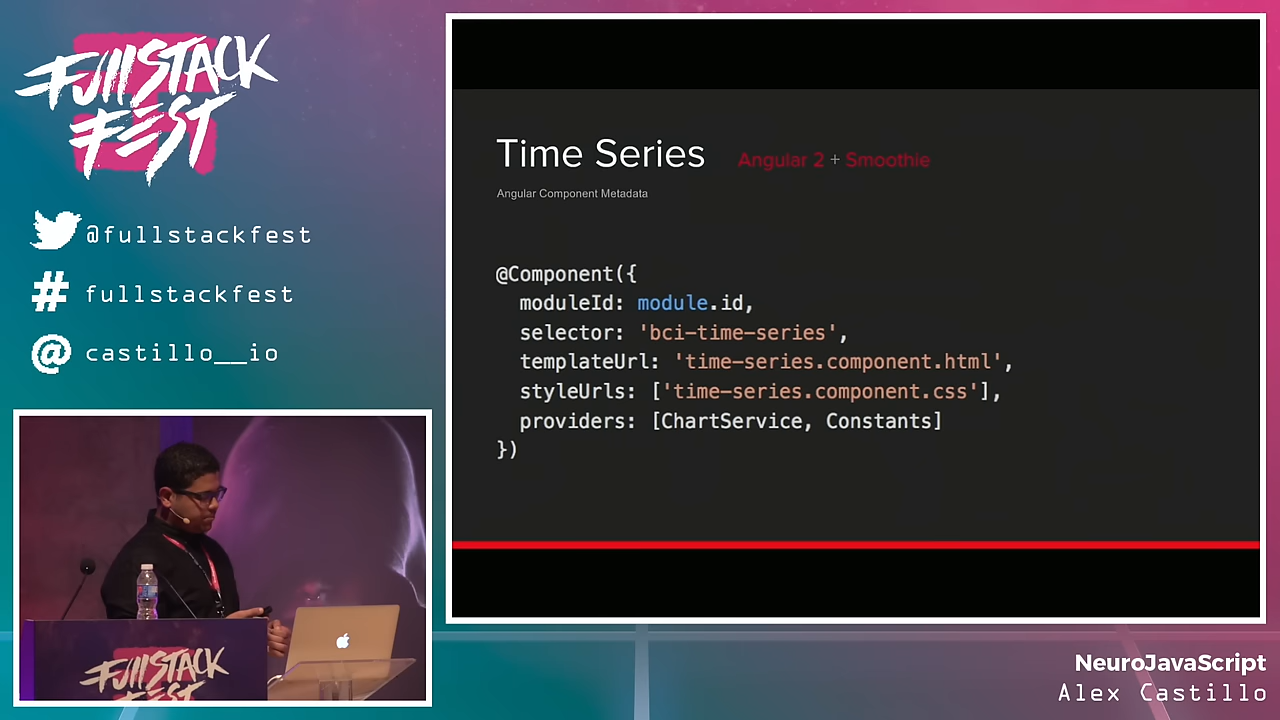 FullSTACK
FEST
@fullstackfest
# fullstackfest
@ castillo__io
Time Series Angular 2 + Smoothie
Angular Component Metadata
@Component({
moduleId: module.id,
selector: 'bci-time-series',
templateUrl: 'time-series.component.html',
styleUrls: ['time-series.component.css'],
providers: [ChartService, Constants]
})
FullSTACK
FEST
NeuroJavaScript
Alex Castillo